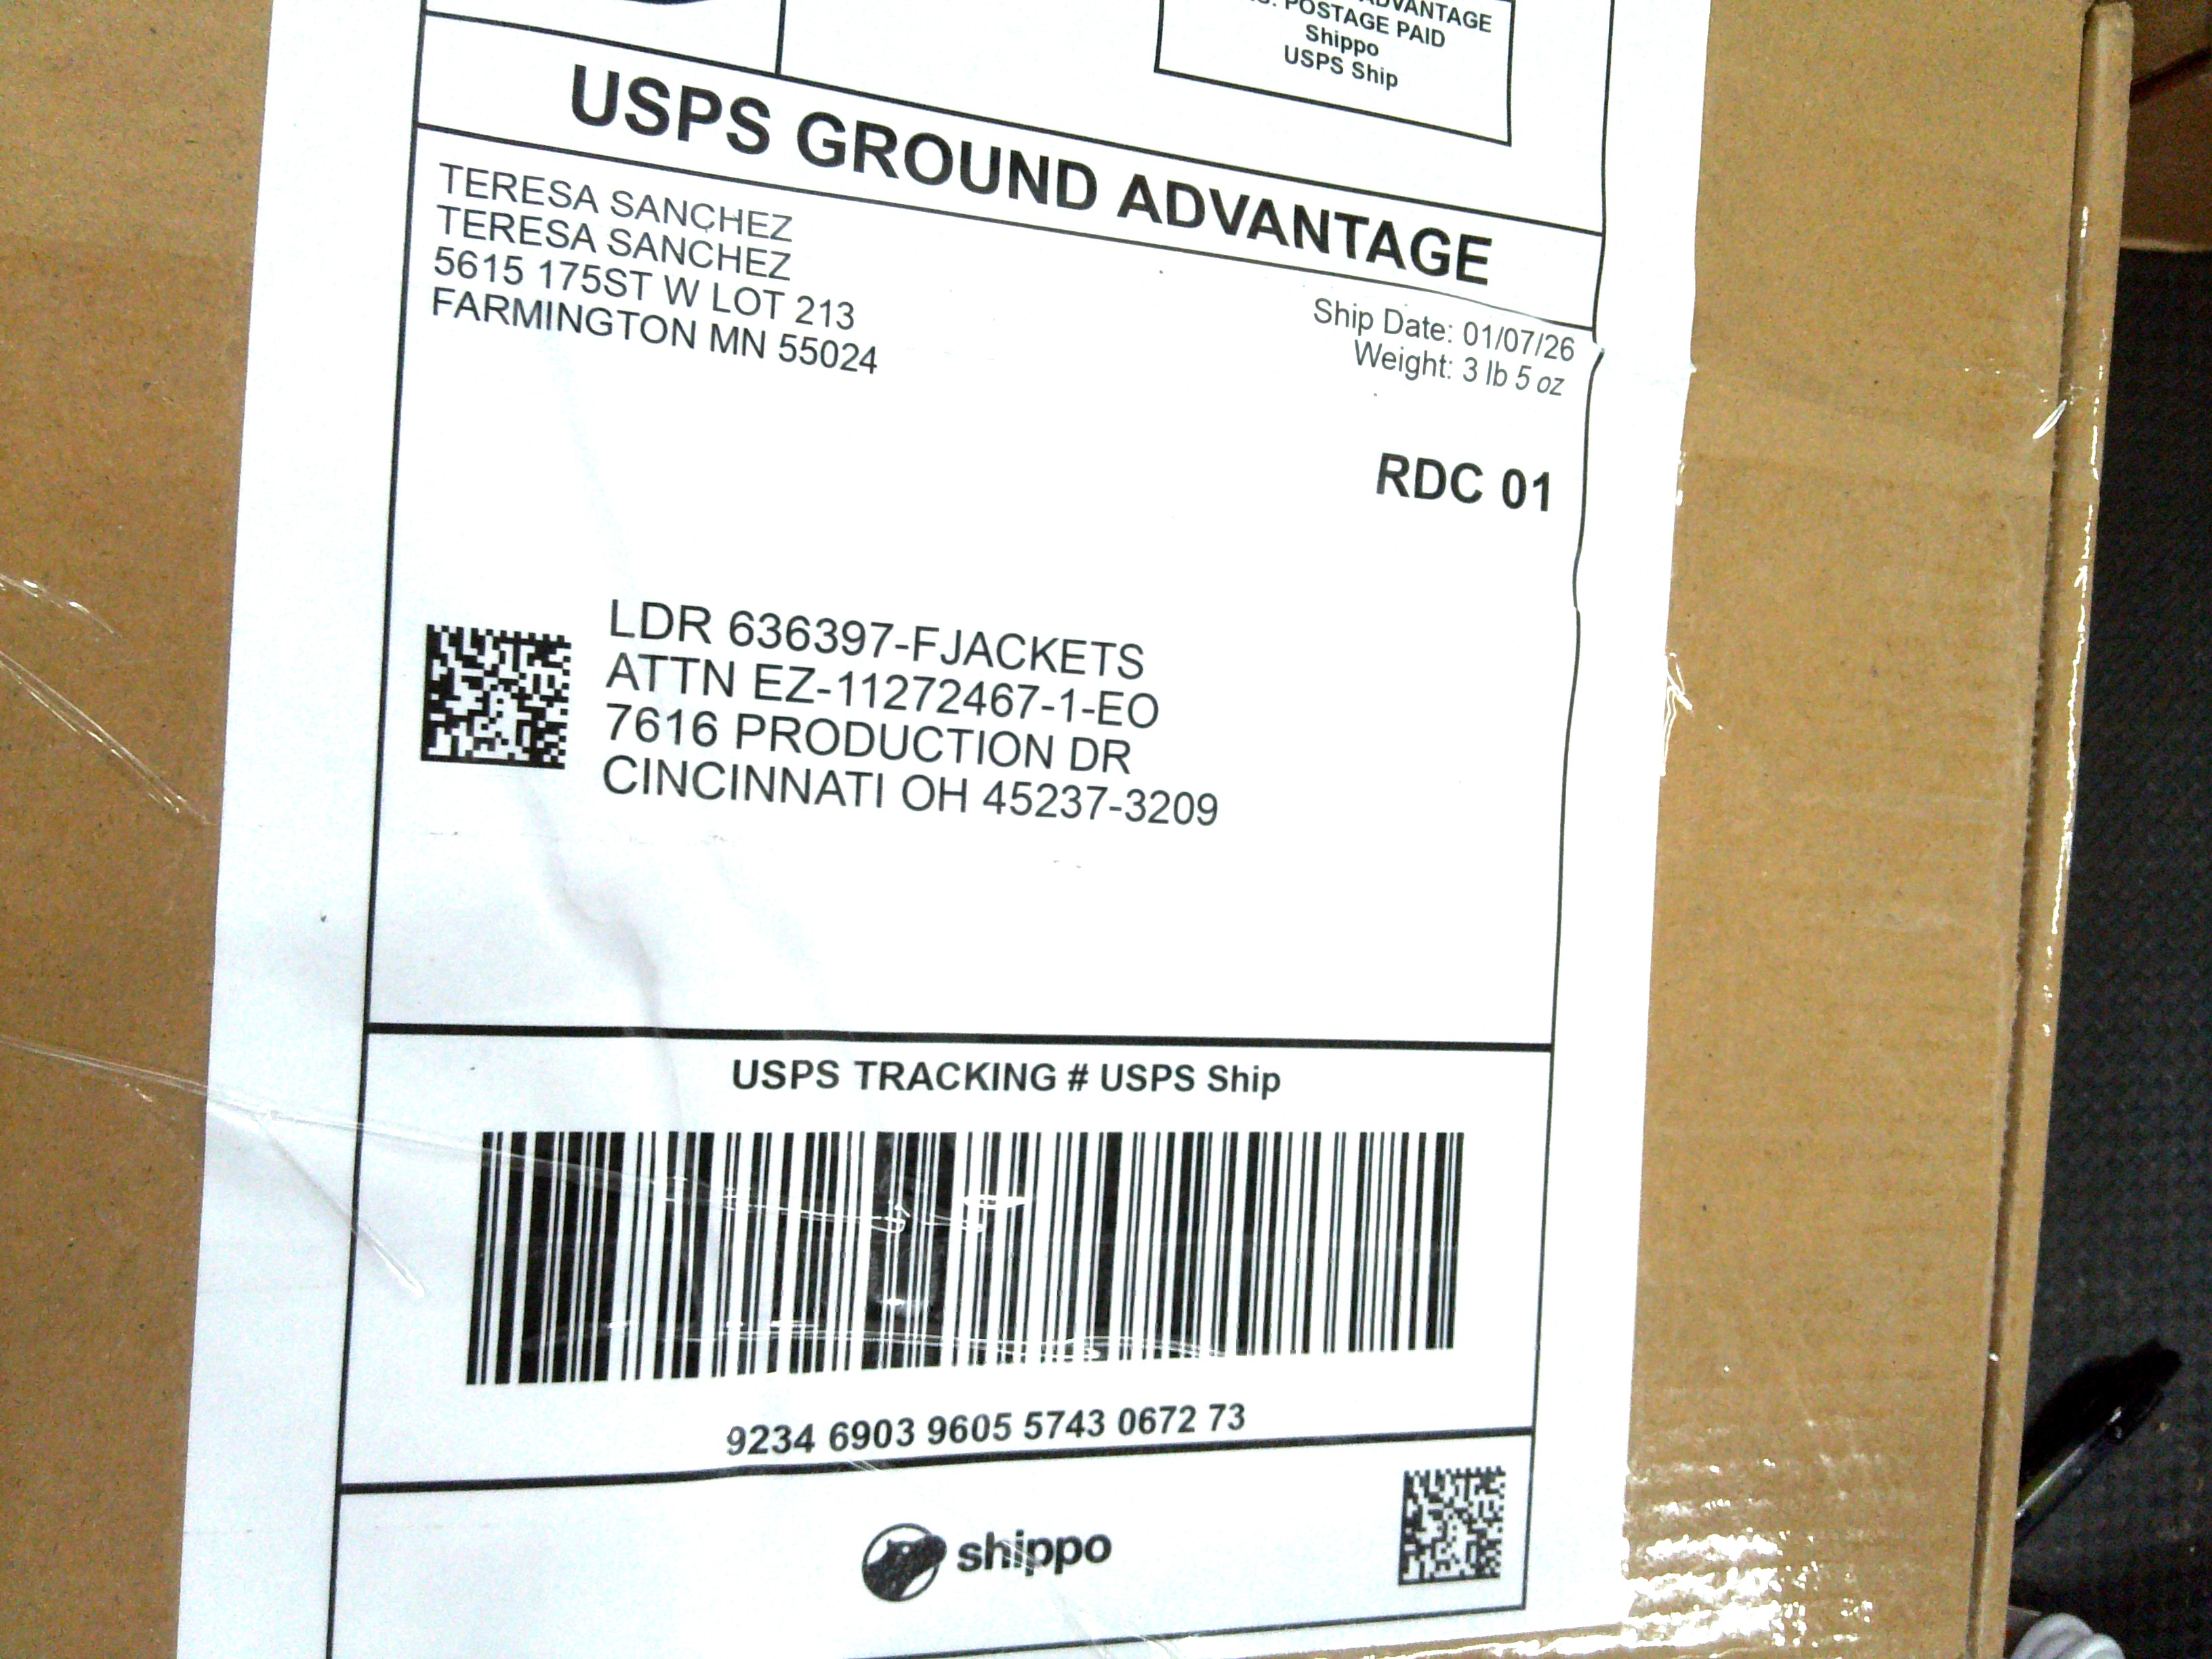 ADVANTAGE
POSTAGE PAID
Shippo
USPS Ship
USPS GROUND ADVANTAGE
TERESA SANCHEZ
TERESA SANCHEZ
5615 175ST W LOT 213
FARMINGTON MN 55024
Ship Date: 01/07/26
Weight: 3 lb 5 oz
RDC 01
LDR 636397-FJACKETS
ATTN EZ-11272467-1-EO
7616 PRODUCTION DR
CINCINNATI OH 45237-3209
USPS TRACKING # USPS Ship
9234 6903 9605 5743 0672 73
shippo